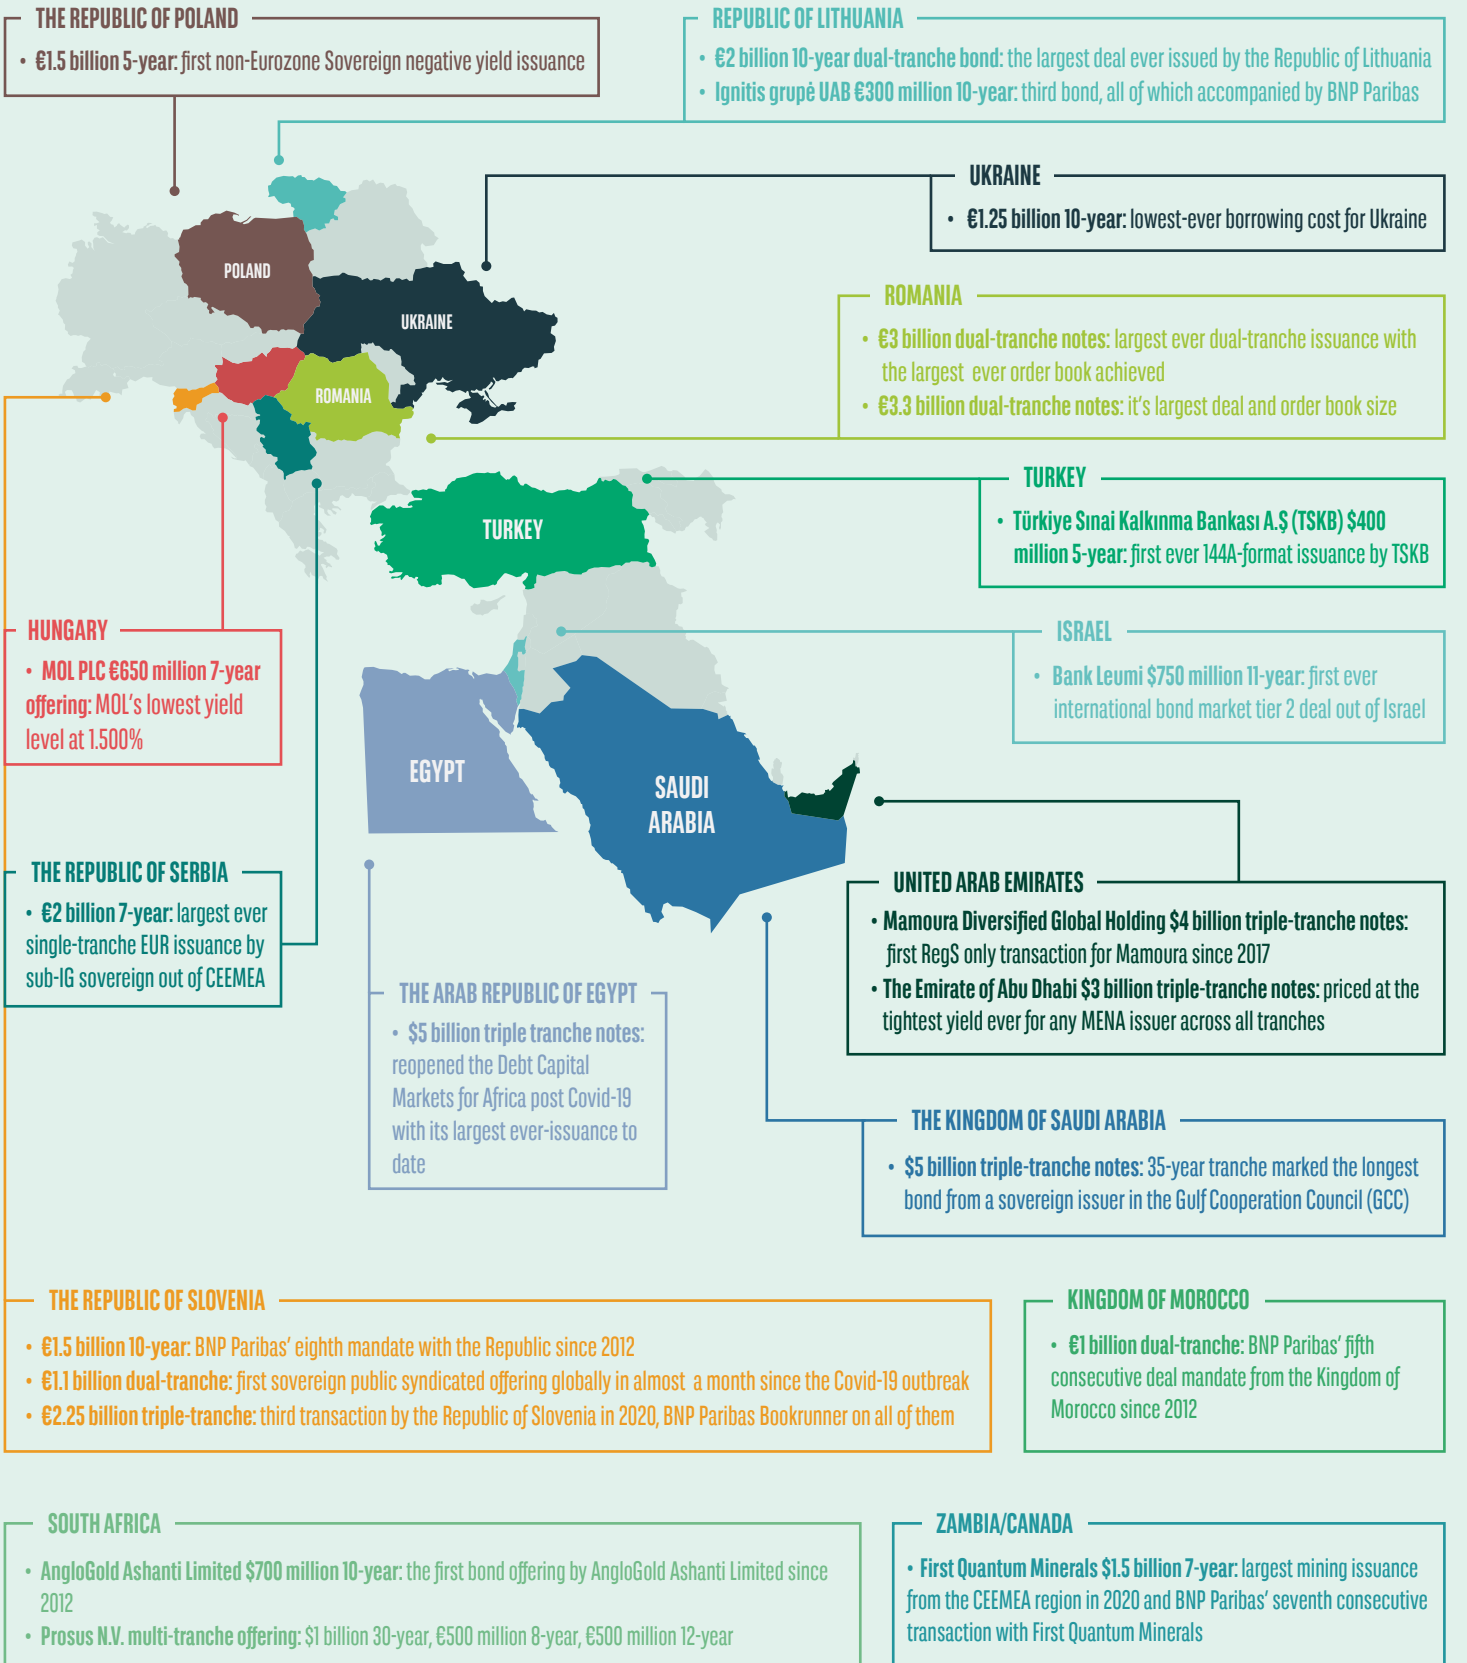 THE REPUBLIC OF POLAND
• €1.5 billion 5-year: first non-Eurozone Sovereign negative yield issuance
REPUBLIC OF LITHUANIA
• €2 billion 10-year dual-tranche bond: the largest deal ever issued by the Republic of Lithuania
• Ignitis grupė UAB €300 million 10-year: third bond, all of which accompanied by BNP Paribas
UKRAINE
• €1.25 billion 10-year: lowest-ever borrowing cost for Ukraine
POLAND
UKRAINE
ROMANIA
ROMANIA
• €3 billion dual-tranche notes: largest ever dual-tranche issuance with
the largest ever order book achieved
• €3.3 billion dual-tranche notes: it's largest deal and order book size
TURKEY
TURKEY
• Türkiye Sınai Kalkınma Bankası A.Ş (TSKB) $400
million 5-year: first ever 144A-format issuance by TSKB
HUNGARY
• MOL PLC €650 million 7-year
offering: MOL's lowest yield
level at 1.500%
ISRAEL
• Bank Leumi $750 million 11-year: first ever
international bond market tier 2 deal out of Israel
EGYPT
SAUDI
ARABIA
THE REPUBLIC OF SERBIA
• €2 billion 7-year: largest ever
single-tranche EUR issuance by
sub-IG sovereign out of CEEMEA
UNITED ARAB EMIRATES
• Mamoura Diversified Global Holding $4 billion triple-tranche notes:
first RegS only transaction for Mamoura since 2017
• The Emirate of Abu Dhabi $3 billion triple-tranche notes: priced at the
tightest yield ever for any MENA issuer across all tranches
THE ARAB REPUBLIC OF EGYPT
• $5 billion triple tranche notes:
reopened the Debt Capital
Markets for Africa post Covid-19
with its largest ever-issuance to
date
THE KINGDOM OF SAUDI ARABIA
• $5 billion triple-tranche notes: 35-year tranche marked the longest
bond from a sovereign issuer in the Gulf Cooperation Council (GCC)
THE REPUBLIC OF SLOVENIA
• €1.5 billion 10-year: BNP Paribas' eighth mandate with the Republic since 2012
• €1.1 billion dual-tranche: first sovereign public syndicated offering globally in almost a month since the Covid-19 outbreak
• €2.25 billion triple-tranche: third transaction by the Republic of Slovenia in 2020, BNP Paribas Bookrunner on all of them
KINGDOM OF MOROCCO
• €1 billion dual-tranche: BNP Paribas' fifth
consecutive deal mandate from the Kingdom of
Morocco since 2012
SOUTH AFRICA
• AngloGold Ashanti Limited $700 million 10-year: the first bond offering by AngloGold Ashanti Limited since
2012
• Prosus N.V. multi-tranche offering: $1 billion 30-year, €500 million 8-year, €500 million 12-year
ZAMBIA/CANADA
• First Quantum Minerals $1.5 billion 7-year: largest mining issuance
from the CEEMEA region in 2020 and BNP Paribas' seventh consecutive
transaction with First Quantum Minerals